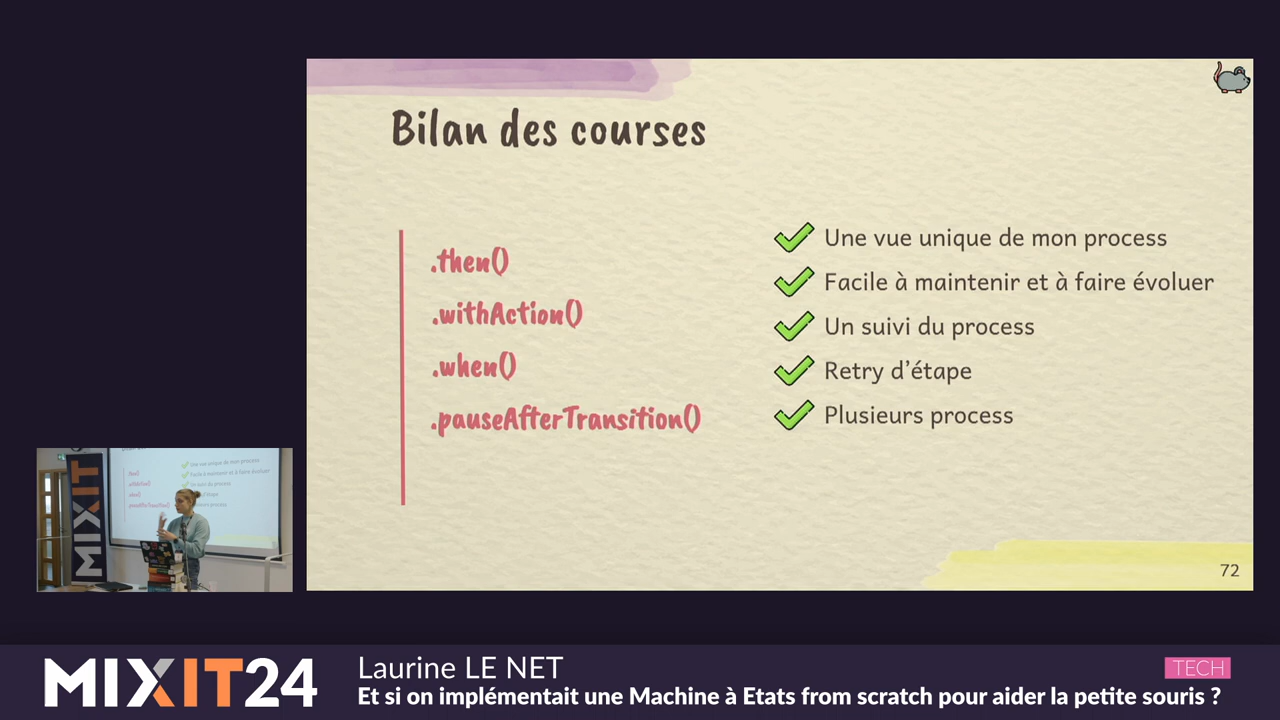 Bilan des courses
.then()
.withAction()
.when()
.pauseAfterTransition()
Une vue unique de mon process
Facile à maintenir et à faire évoluer
Un suivi du process
Retry d'étape
Plusieurs process
72
MIXIT
MIXIT24
Laurine LE NET
TECH
Et si on implémentait une Machine à Etats from scratch pour aider la petite souris ?